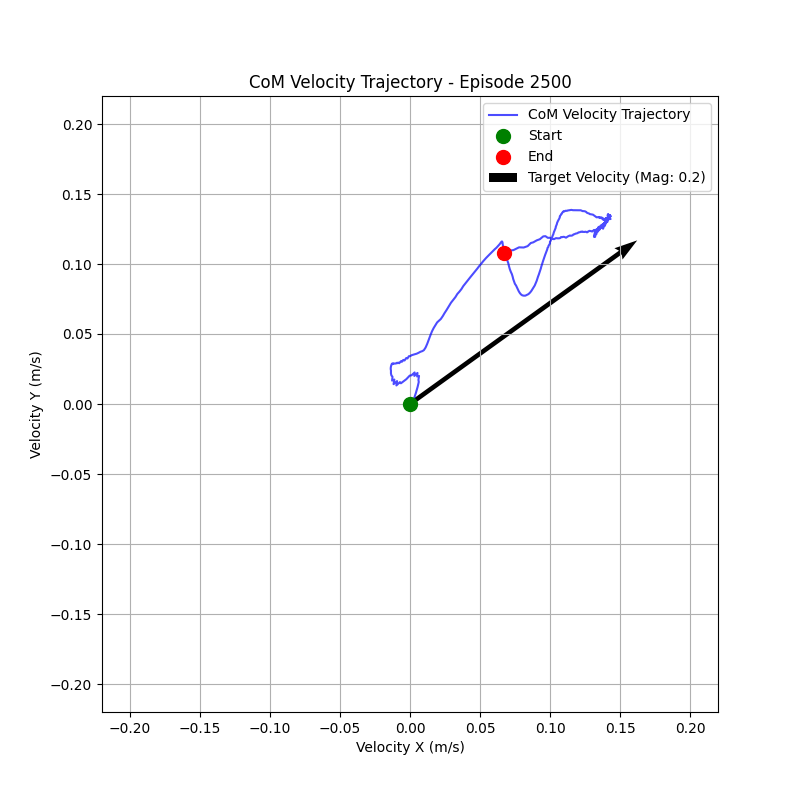 CoM Velocity Trajectory - Episode 2500
CoM Velocity Trajectory
Start
End
Target Velocity (Mag: 0.2)
0.20
0.15
0.10
0.05
0.00
−0.05
−0.10
−0.15
−0.20
Velocity Y (m/s)
−0.20 −0.15 −0.10 −0.05 0.00 0.05 0.10 0.15 0.20
Velocity X (m/s)